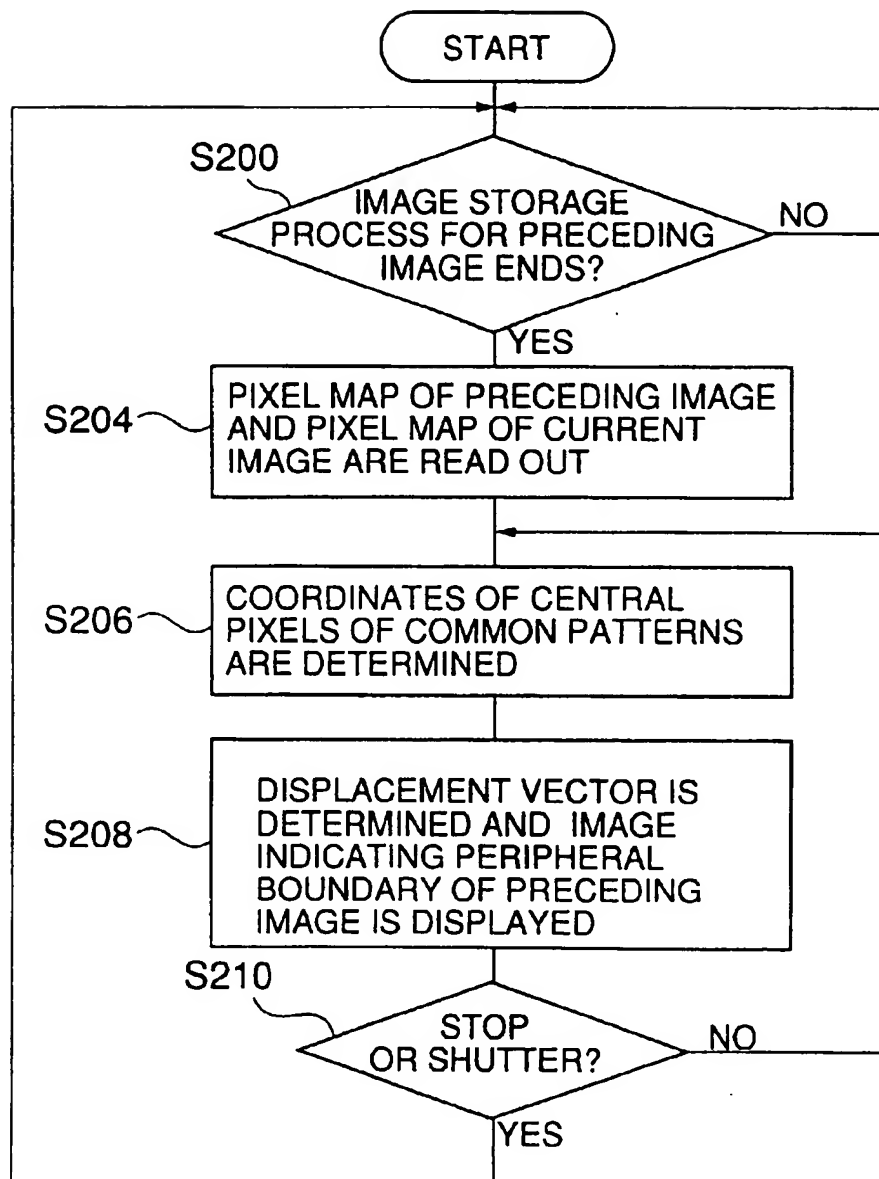 START
S200
IMAGE STORAGE
PROCESS FOR PRECEDING
IMAGE ENDS?
NO
YES
S204
PIXEL MAP OF PRECEDING IMAGE
AND PIXEL MAP OF CURRENT
IMAGE ARE READ OUT
S206
COORDINATES OF CENTRAL
PIXELS OF COMMON PATTERNS
ARE DETERMINED
S208
DISPLACEMENT VECTOR IS
DETERMINED AND IMAGE
INDICATING PERIPHERAL
BOUNDARY OF PRECEDING
IMAGE IS DISPLAYED
S210
STOP
OR SHUTTER?
NO
YES